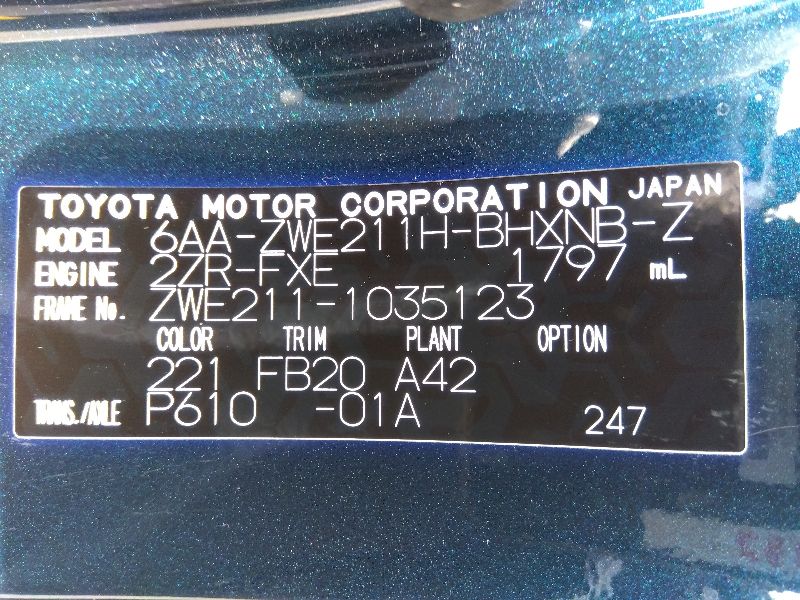 TOYOTA MOTOR CORPORATION JAPAN
MODEL 6AA-ZWE211H-BHXNB-Z
ENGINE 2ZR-FXE 1797 mL
FRAME No. ZWE211-1035123
COLOR TRIM PLANT OPTION
221 FB20 A42
TRANS./AXLE P610 -01A 247